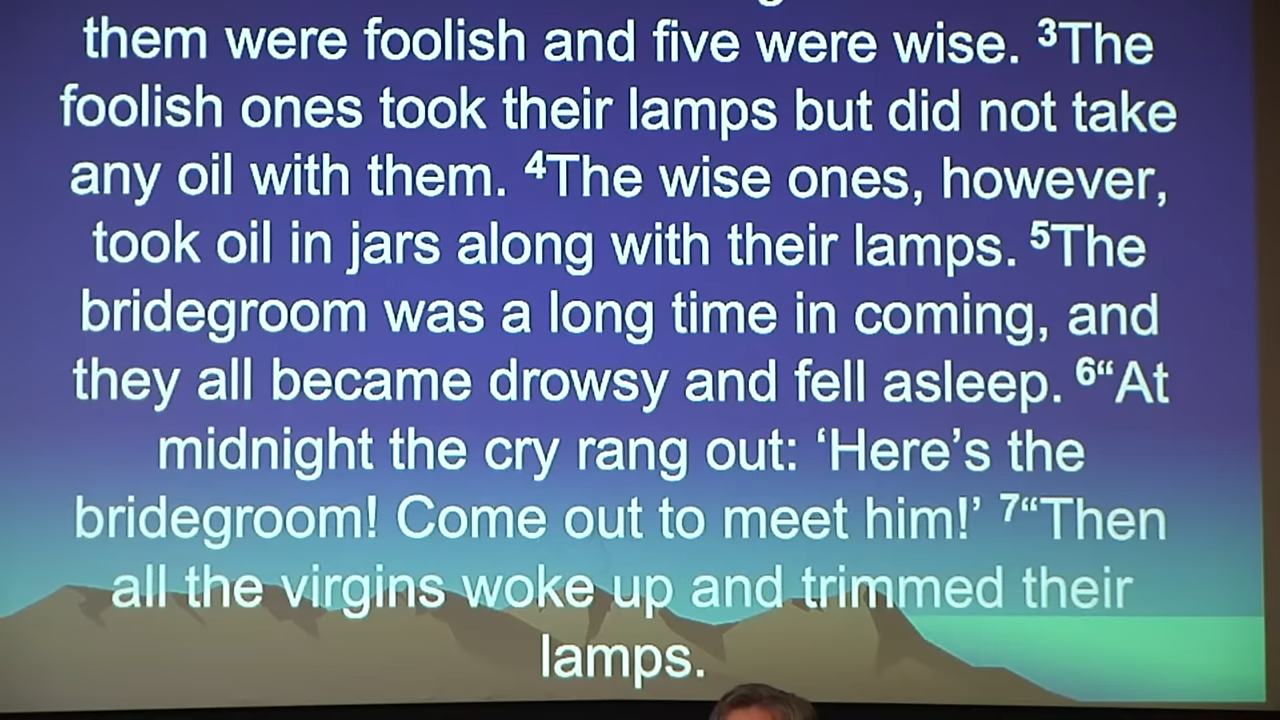 them were foolish and five were wise. ³The
foolish ones took their lamps but did not take
any oil with them. ⁴The wise ones, however,
took oil in jars along with their lamps. ⁵The
bridegroom was a long time in coming, and
they all became drowsy and fell asleep. ⁶“At
midnight the cry rang out: ‘Here’s the
bridegroom! Come out to meet him!’ ⁷“Then
all the virgins woke up and trimmed their
lamps.